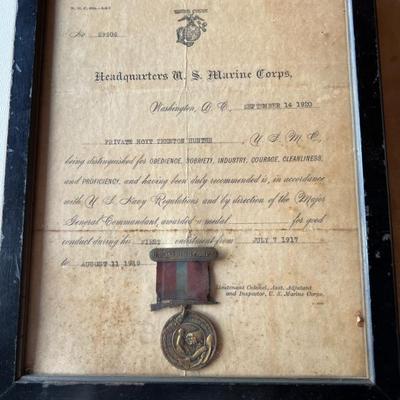 No. 29806
Headquarters U. S. Marine Corps,
Washington, D. C., SEPTEMBER 14 1920
PRIVATE HOYT THENTON HUNTER U. S. M. C.,
being distinguished for OBEDIENCE, SOBRIETY, INDUSTRY, COURAGE, CLEANLINESS,
and PROFICIENCY, and having been duly recommended is, in accordance
with U. S. Navy Regulations and by direction of the Major
General Commandant, awarded a medal for good
conduct during his FIRST enlistment from JULY 7 1917
to AUGUST 11 1919
Lieutenant Colonel, Asst. Adjutant
and Inspector, U. S. Marine Corps.